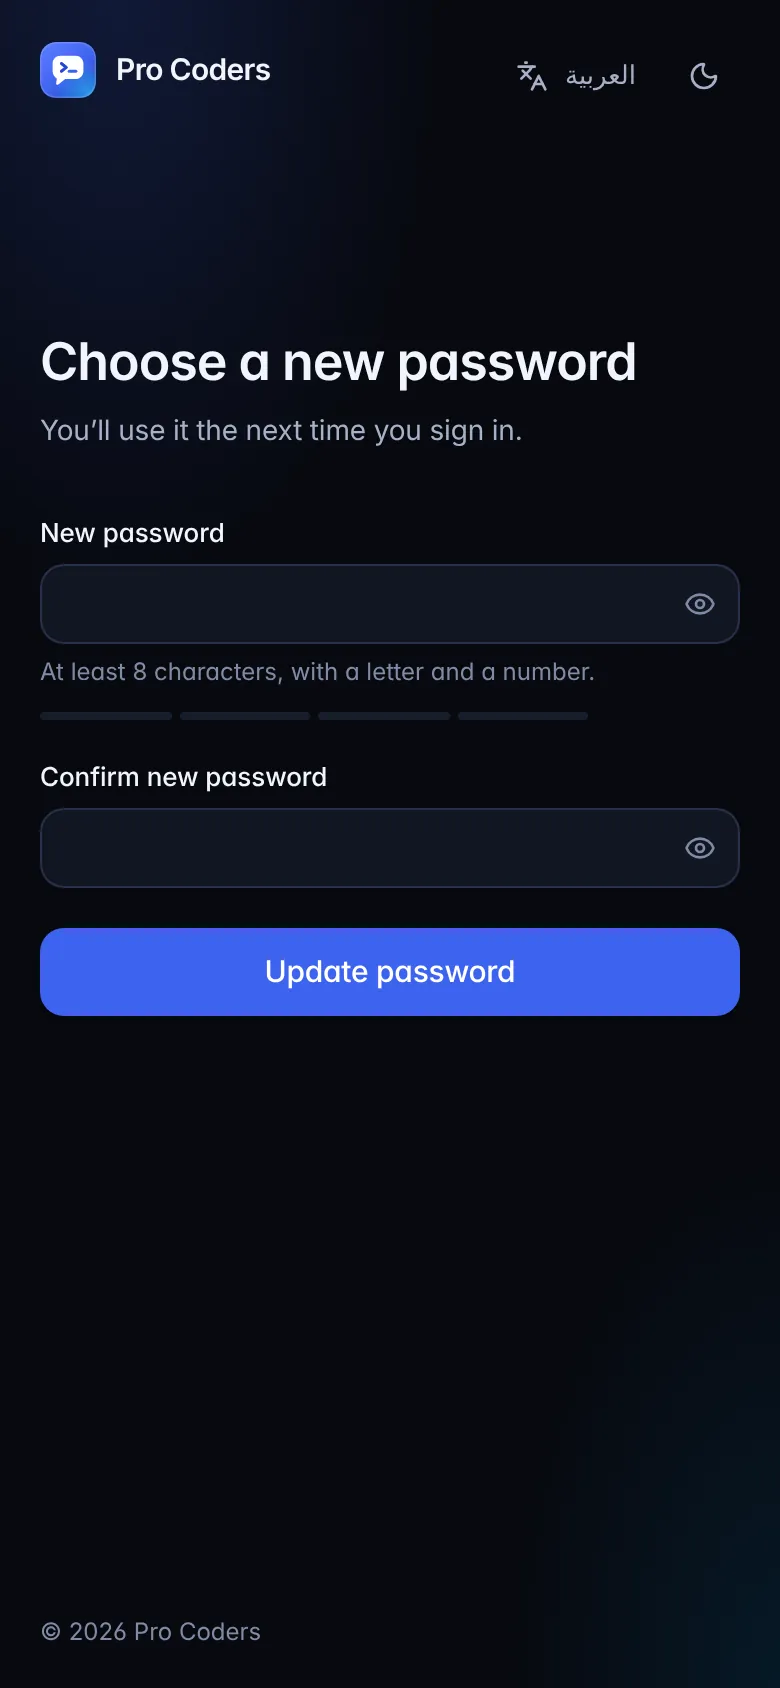 Pro Coders
العربية
Choose a new password
You’ll use it the next time you sign in.
New password
At least 8 characters, with a letter and a number.
Confirm new password
Update password
© 2026 Pro Coders